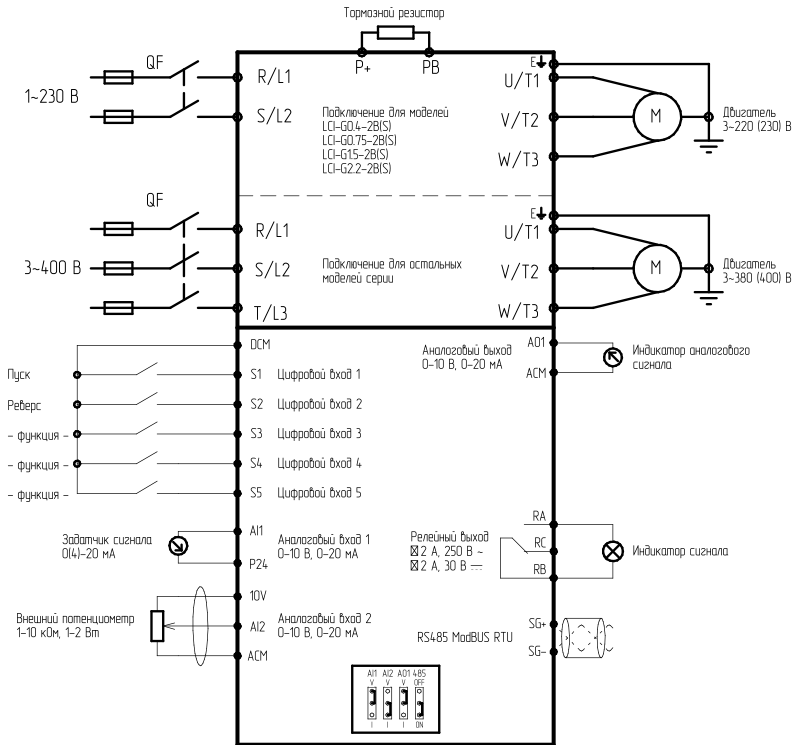 Тормозной резистор
P+
PB
QF
1~230 В
R/L1
S/L2
Подключение для моделей
LCI-G0.4-2B(S)
LCI-G0.75-2B(S)
LCI-G1.5-2B(S)
LCI-G2.2-2B(S)
E
U/T1
V/T2
W/T3
M
Двигатель
3~220 (230) В
QF
3~400 В
R/L1
S/L2
T/L3
Подключение для остальных
моделей серии
E
U/T1
V/T2
W/T3
M
Двигатель
3~380 (400) В
DCM
Пуск
S1 Цифровой вход 1
Реверс
S2 Цифровой вход 2
- функция -
S3 Цифровой вход 3
- функция -
S4 Цифровой вход 4
- функция -
S5 Цифровой вход 5
Аналоговый выход
0-10 В, 0-20 мА
AO1
ACM
Индикатор аналогового
сигнала
Задатчик сигнала
0(4)-20 мА
AI1
P24
Аналоговый вход 1
0-10 В, 0-20 мА
Релейный выход
2 А, 250 В ~
2 А, 30 В
RA
RC
RB
Индикатор сигнала
Внешний потенциометр
1-10 кОм, 1-2 Вт
10V
AI2
ACM
Аналоговый вход 2
0-10 В, 0-20 мА
RS485 ModBUS RTU
SG+
SG-
AI1 AI2 AO1 485
V V V OFF
I I I ON